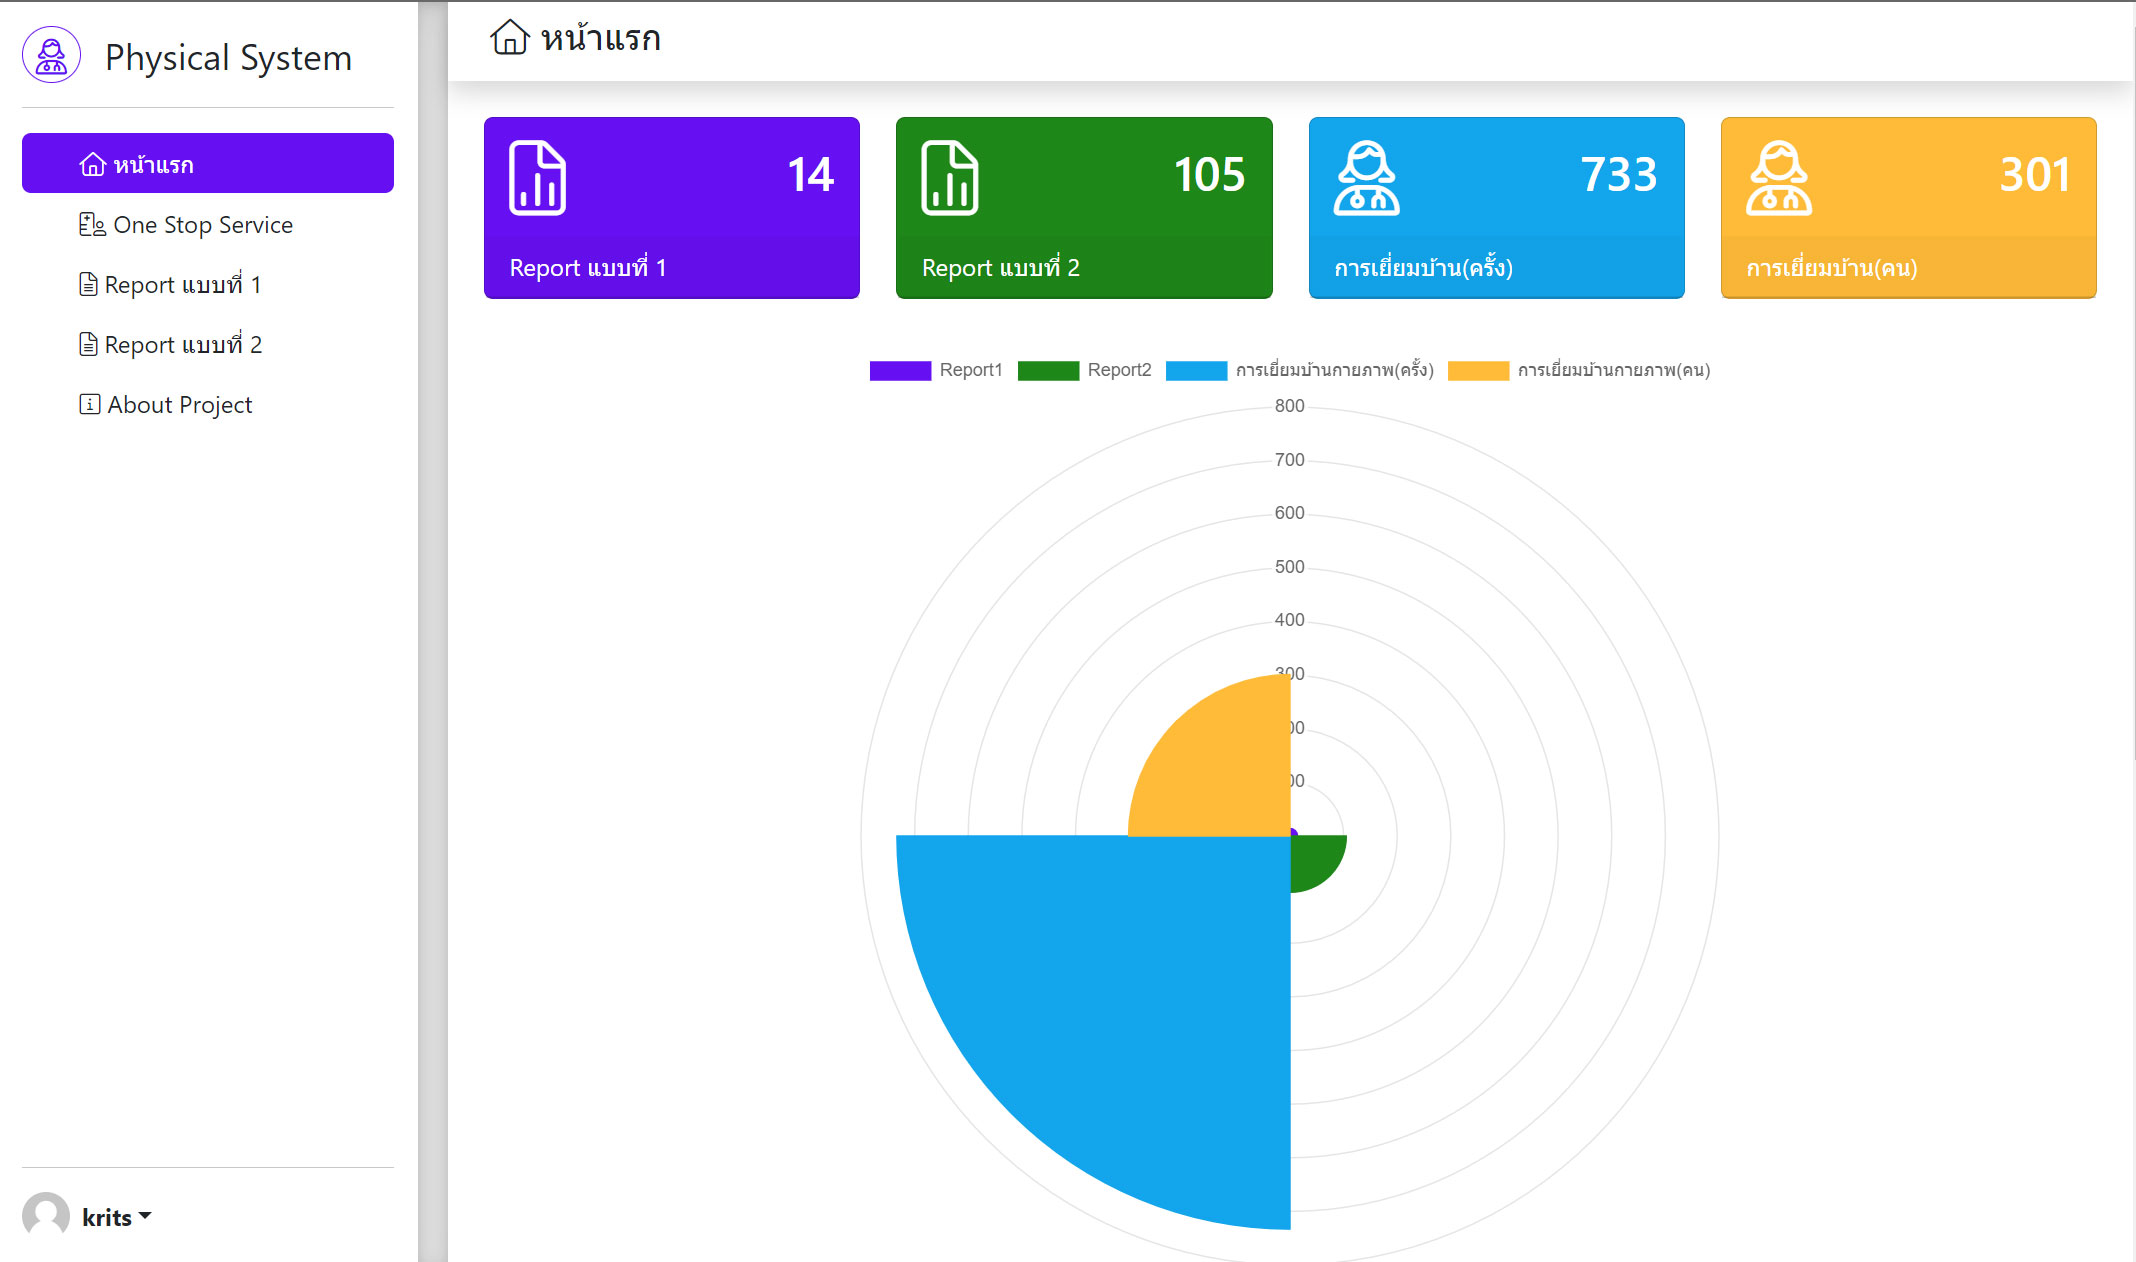 Physical System
หน้าแรก
One Stop Service
Report แบบที่ 1
Report แบบที่ 2
About Project
krits
หน้าแรก
14
Report แบบที่ 1
105
Report แบบที่ 2
733
การเยี่ยมบ้าน(ครั้ง)
301
การเยี่ยมบ้าน(คน)
Report1 Report2 การเยี่ยมบ้านกายภาพ(ครั้ง) การเยี่ยมบ้านกายภาพ(คน)
800
700
600
500
400
300
00
00